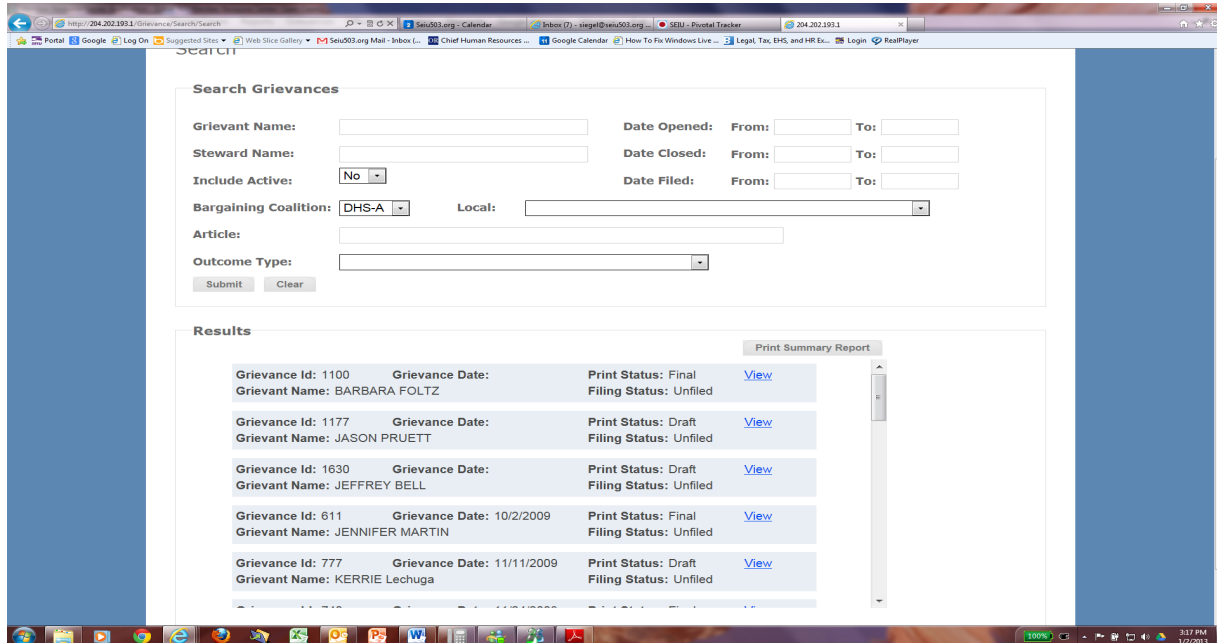 http://204.202.193.1/Grievance/Search/Search
Seiu503.org - Calendar
Inbox (7) - siegel@seiu503.org ...
SEIU - Pivotal Tracker
204.202.193.1
Portal Google Log On Suggested Sites Web Slice Gallery Seiu503.org Mail - Inbox (... Chief Human Resources ... Google Calendar How To Fix Windows Live ... Legal, Tax, EHS, and HR Ex... Login RealPlayer
Search
Search Grievances
Grievant Name: Date Opened: From: To:
Steward Name: Date Closed: From: To:
Include Active: No Date Filed: From: To:
Bargaining Coalition: DHS-A Local:
Article:
Outcome Type:
Submit Clear
Results
Print Summary Report
Grievance Id: 1100 Grievance Date: Print Status: Final View
Grievant Name: BARBARA FOLTZ Filing Status: Unfiled
Grievance Id: 1177 Grievance Date: Print Status: Draft View
Grievant Name: JASON PRUETT Filing Status: Unfiled
Grievance Id: 1630 Grievance Date: Print Status: Draft View
Grievant Name: JEFFREY BELL Filing Status: Unfiled
Grievance Id: 611 Grievance Date: 10/2/2009 Print Status: Final View
Grievant Name: JENNIFER MARTIN Filing Status: Unfiled
Grievance Id: 777 Grievance Date: 11/11/2009 Print Status: Draft View
Grievant Name: KERRIE Lechuga Filing Status: Unfiled
100%
3:17 PM
1/2/2013